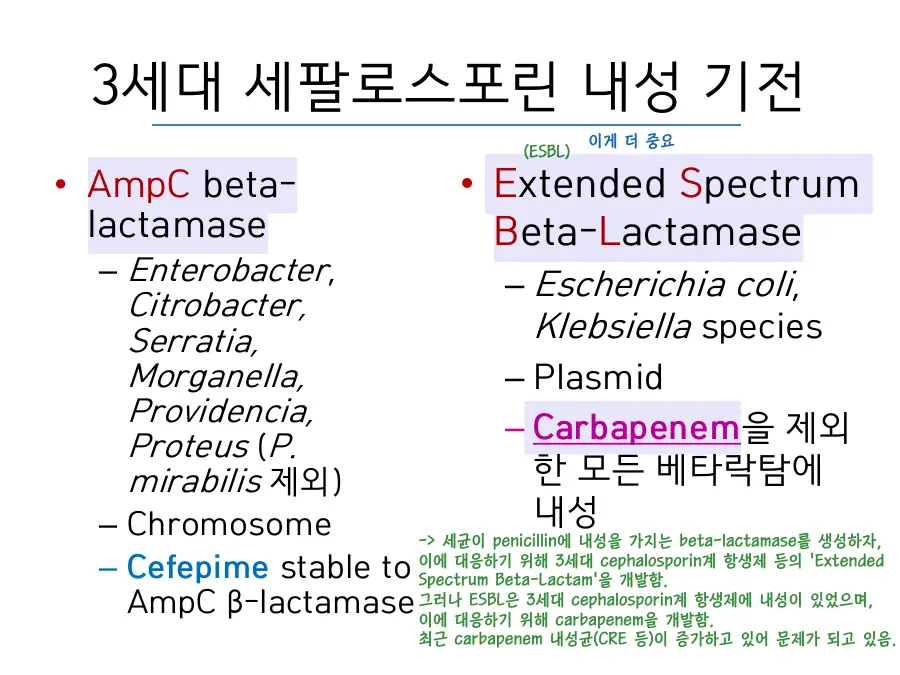 3세대 세팔로스포린 내성 기전
• AmpC beta-
lactamase
– Enterobacter,
Citrobacter,
Serratia,
Morganella,
Providencia,
Proteus (P.
mirabilis 제외)
– Chromosome
– Cefepime stable to
AmpC β-lactamase
(ESBL) 이게 더 중요
• Extended Spectrum
Beta-Lactamase
– Escherichia coli,
Klebsiella species
– Plasmid
– Carbapenem을 제외
한 모든 베타락탐에
내성
-> 세균이 penicillin에 내성을 가지는 beta-lactamase를 생성하자,
이에 대응하기 위해 3세대 cephalosporin계 항생제 등의 'Extended
Spectrum Beta-Lactam'을 개발함.
그러나 ESBL은 3세대 cephalosporin계 항생제에 내성이 있었으며,
이에 대응하기 위해 carbapenem을 개발함.
최근 carbapenem 내성균(CRE 등)이 증가하고 있어 문제가 되고 있음.